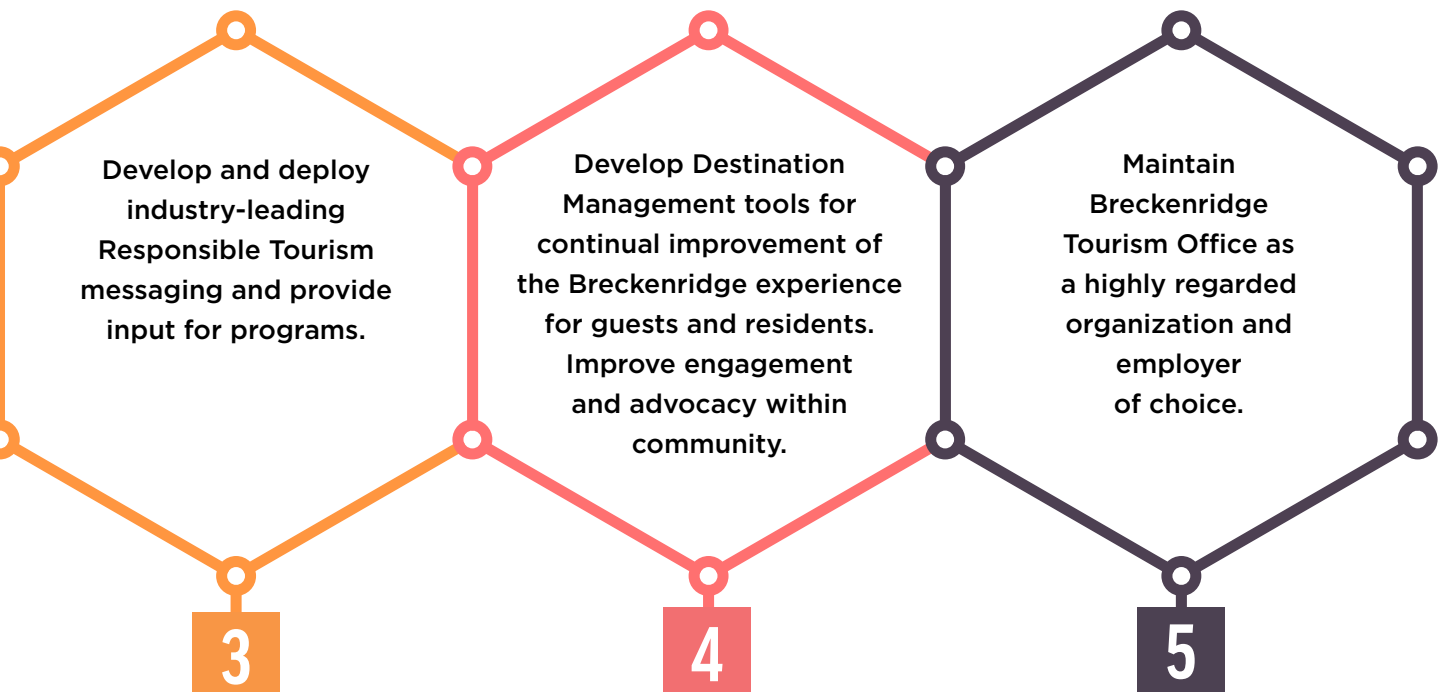 Develop and deploy
industry-leading
Responsible Tourism
messaging and provide
input for programs.
3
Develop Destination
Management tools for
continual improvement of
the Breckenridge experience
for guests and residents.
Improve engagement
and advocacy within
community.
4
Maintain
Breckenridge
Tourism Office as
a highly regarded
organization and
employer
of choice.
5